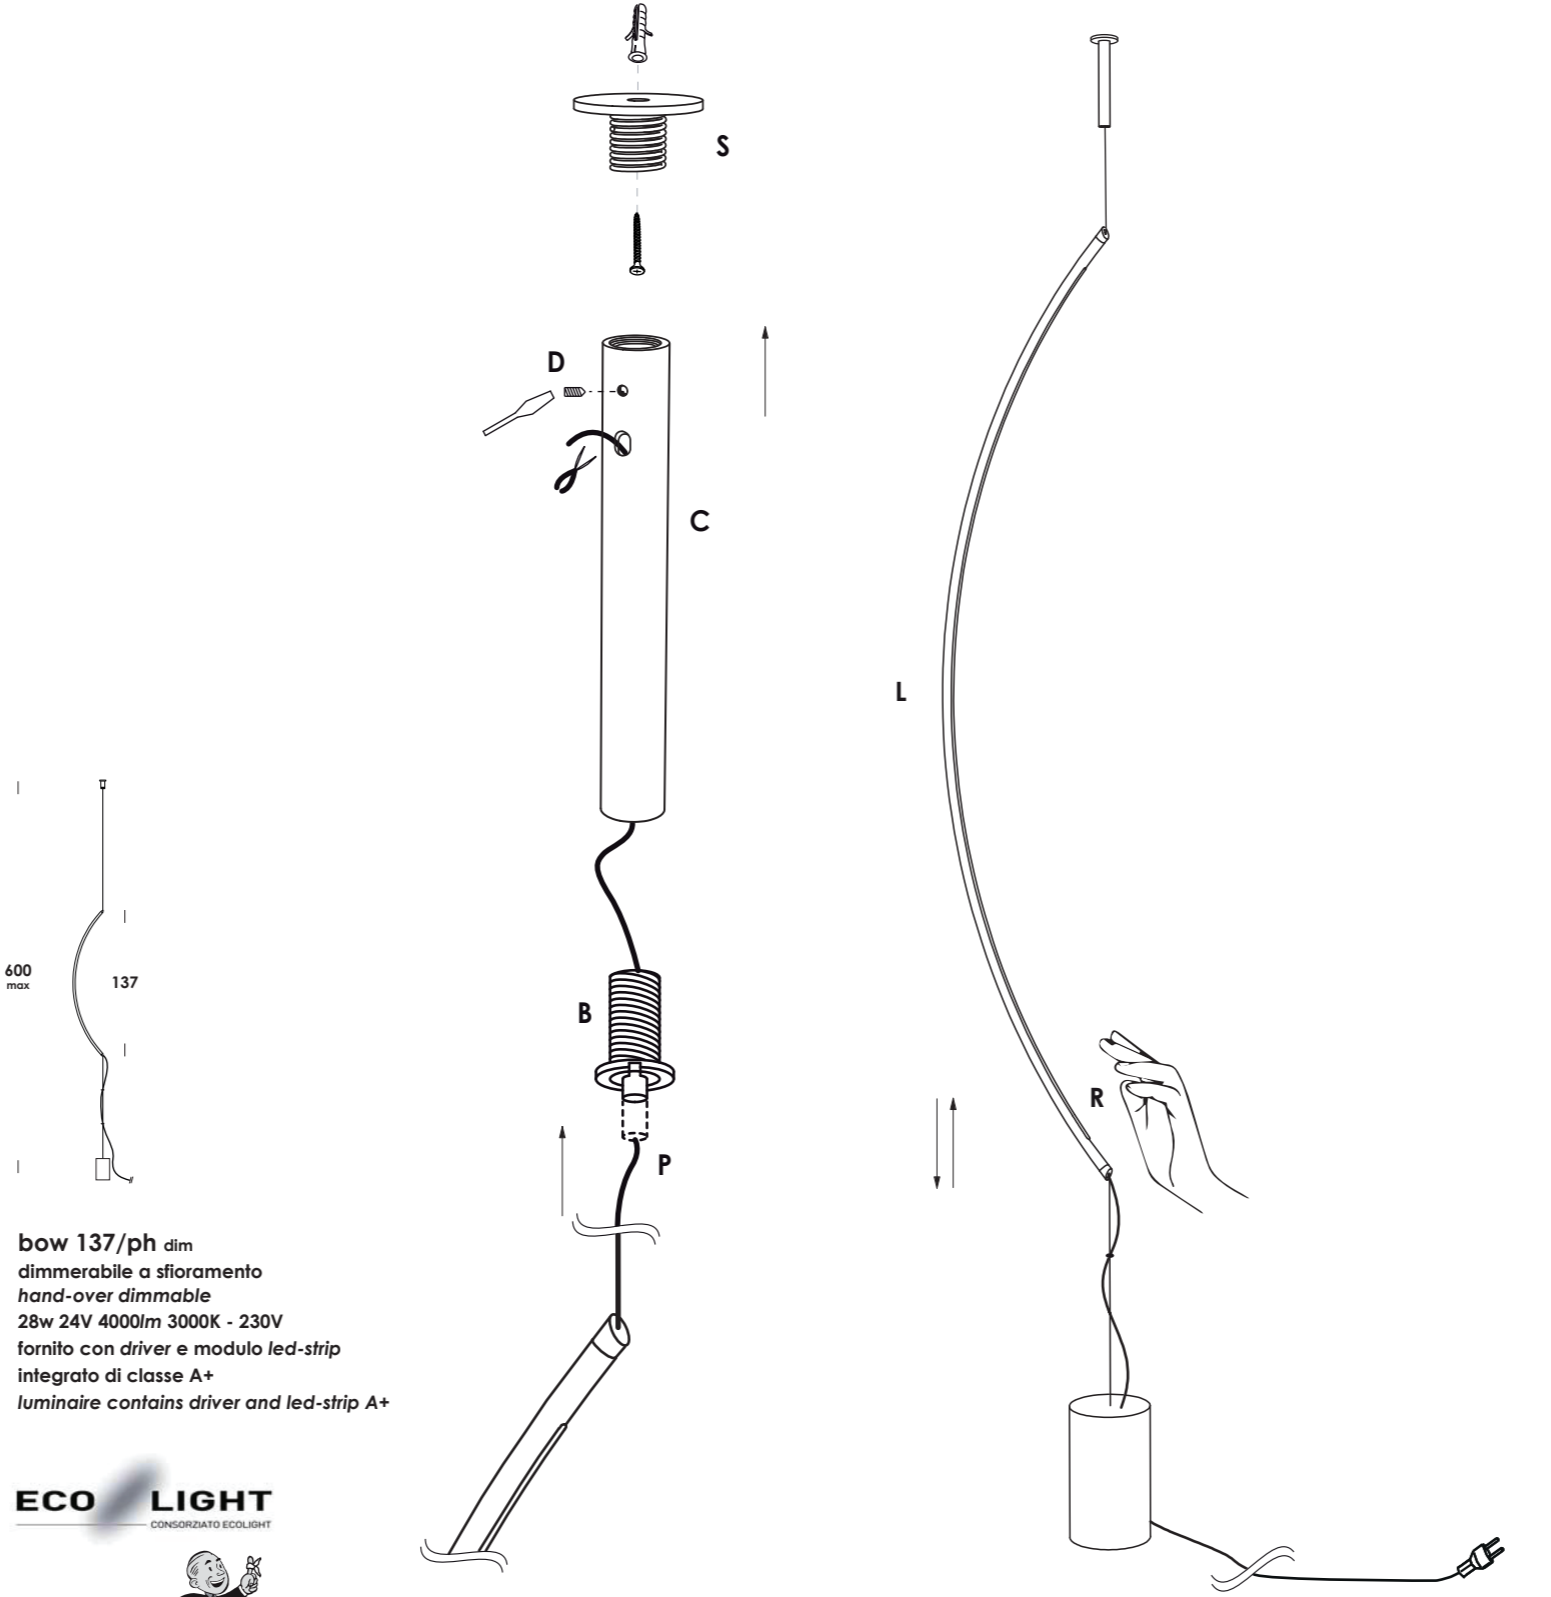 S
D
C
L
B
R
P
600
max
137
bow 137/ph dim
dimmerabile a sfioramento
hand-over dimmable
28w 24V 4000lm 3000K - 230V
fornito con driver e modulo led-strip
integrato di classe A+
luminaire contains driver and led-strip A+
ECO LIGHT
CONSORZIATO ECOLIGHT